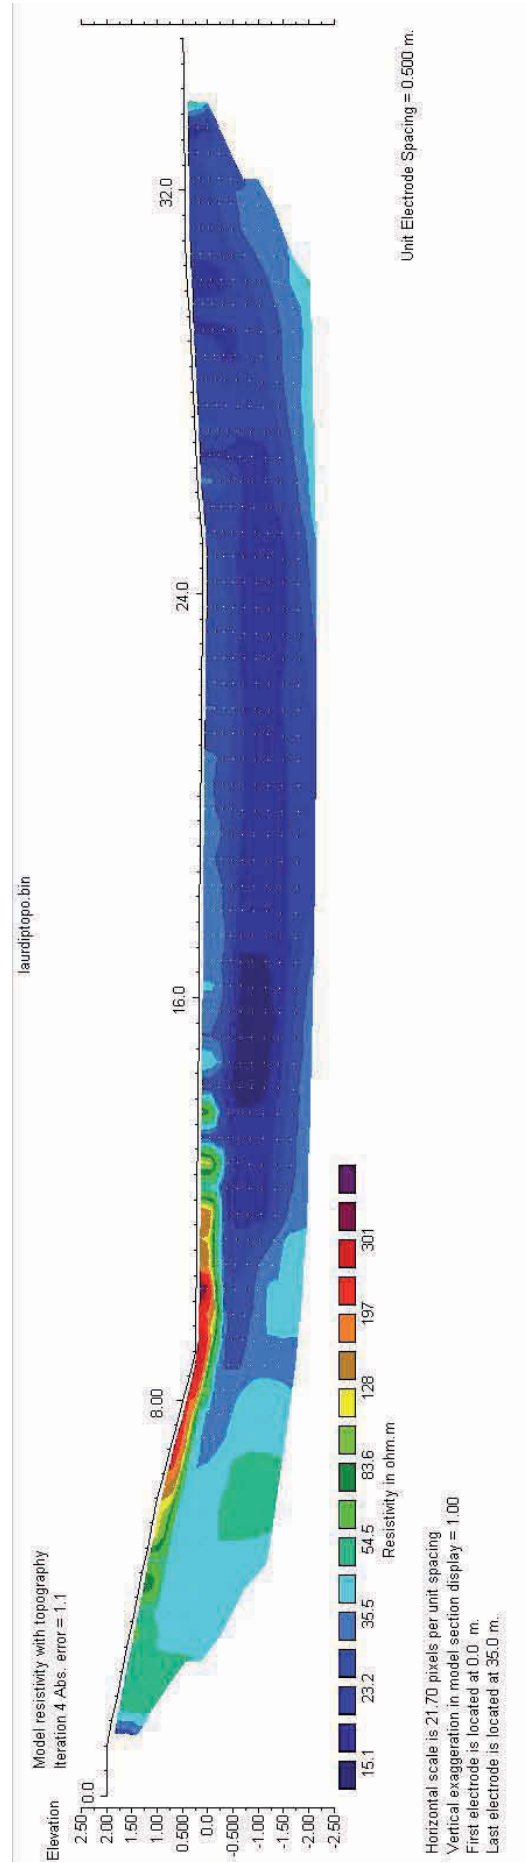 laurdiptopo.bin
Model resistivity with topography
Iteration 4 Abs. error = 1.1
Elevation
0.0
8.00
16.0
24.0
32.0
2.50
2.00
1.50
1.00
0.500
0.0
-0.500
-1.00
-1.50
-2.00
-2.50
15.1 23.2 35.5 54.5 83.6 128 197 301
Resistivity in ohm.m
Unit Electrode Spacing = 0.500 m.
Horizontal scale is 21.70 pixels per unit spacing
Vertical exaggeration in model section display = 1.00
First electrode is located at 0.0 m.
Last electrode is located at 35.0 m.